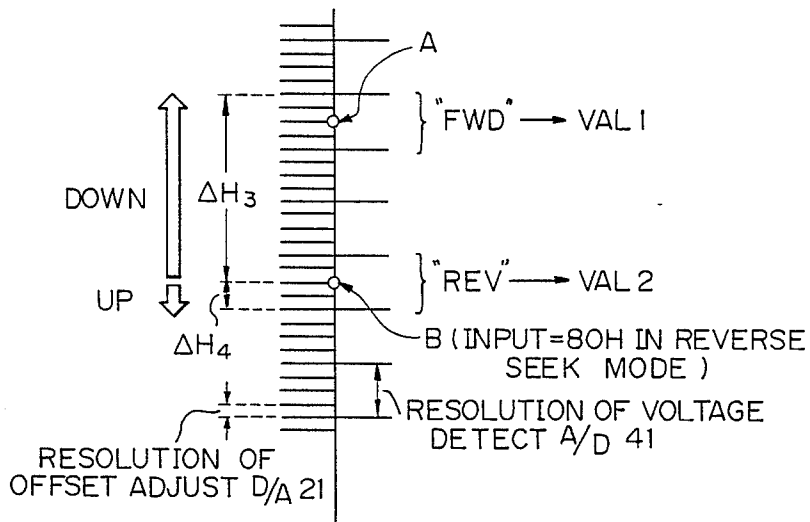 A
"FWD" → VAL 1
DOWN
ΔH3
"REV" → VAL 2
UP
ΔH4
B (INPUT=80H IN REVERSE
SEEK MODE)
RESOLUTION OF VOLTAGE
DETECT A/D 41
RESOLUTION OF
OFFSET ADJUST D/A 21